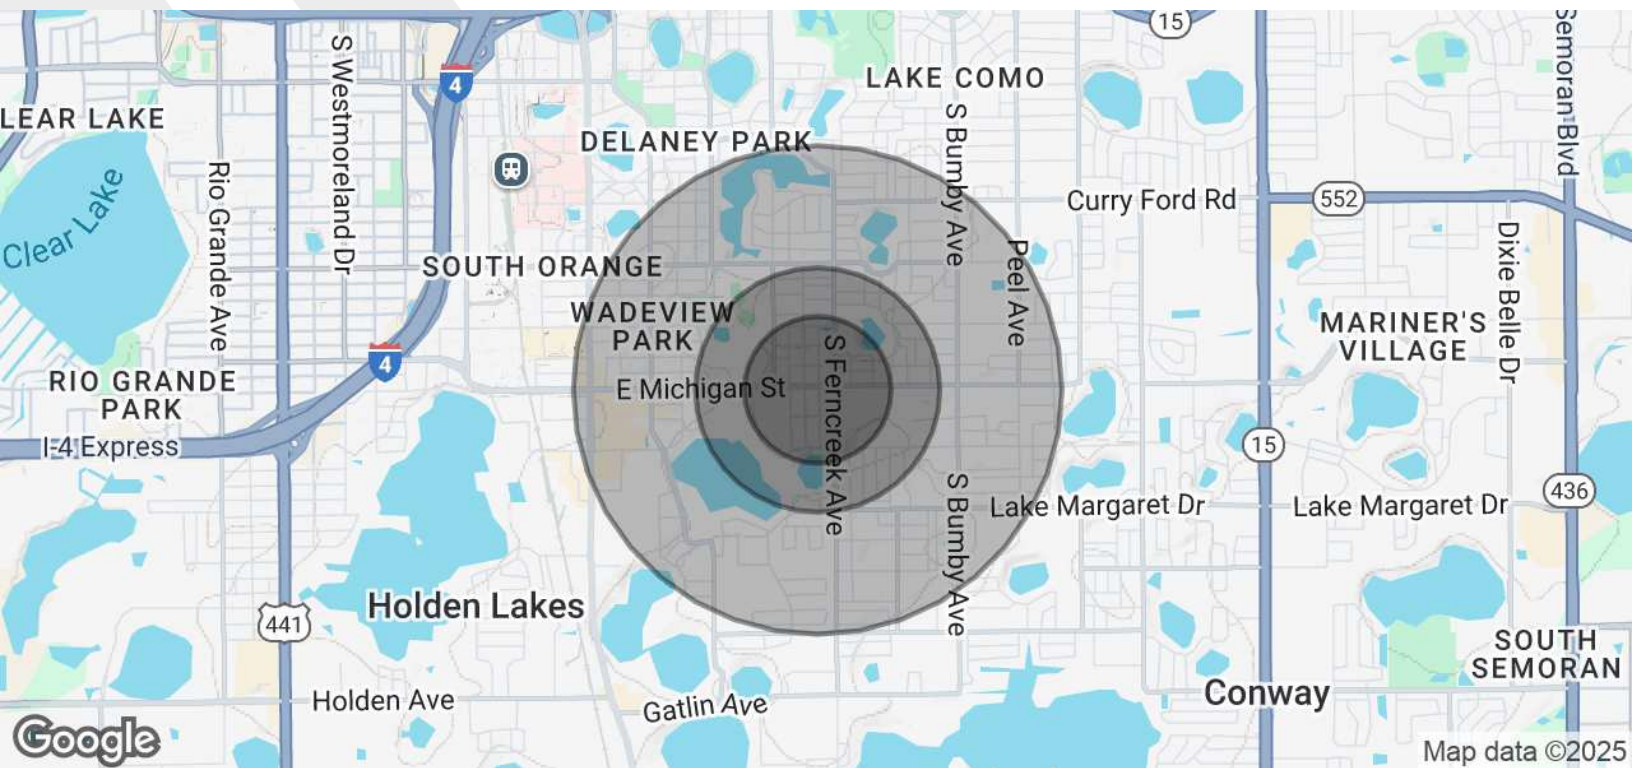 15
Semoran Blvd
S Westmoreland Dr
4
LAKE COMO
LEAR LAKE
S Bumby Ave
DELANEY PARK
Clear Lake
Rio Grande Ave
Curry Ford Rd
552
Dixie Belle Dr
Peel Ave
SOUTH ORANGE
WADEVIEW
PARK
MARINER'S
VILLAGE
4
S Ferncreek Ave
RIO GRANDE
PARK
E Michigan St
I-4 Express
15
436
S Bumby Ave
Lake Margaret Dr
Lake Margaret Dr
Holden Lakes
441
SOUTH
SEMORAN
Conway
Holden Ave
Gatlin Ave
Google
Map data ©2025